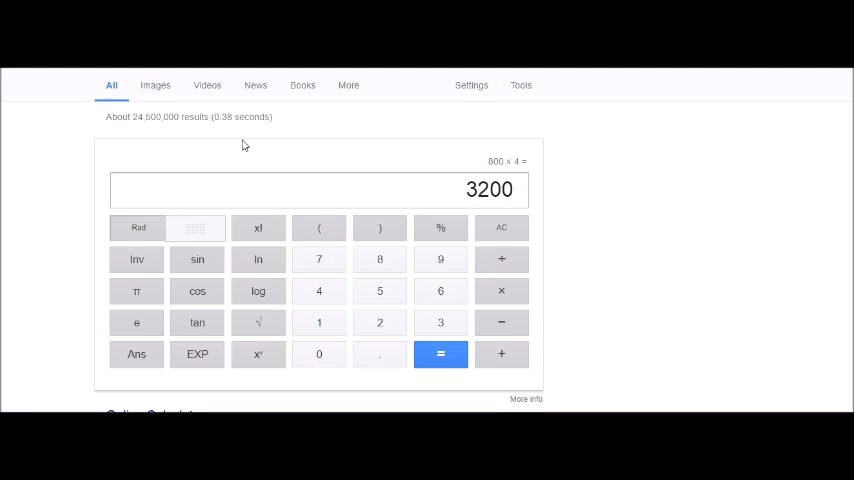 All Images Videos News Books More Settings Tools
About 24,500,000 results (0.38 seconds)
800 × 4 =
3200
Rad x! ( ) % AC
Inv sin ln 7 8 9 ÷
π cos log 4 5 6 ×
e tan √ 1 2 3 −
Ans EXP xʸ 0 . = +
More info